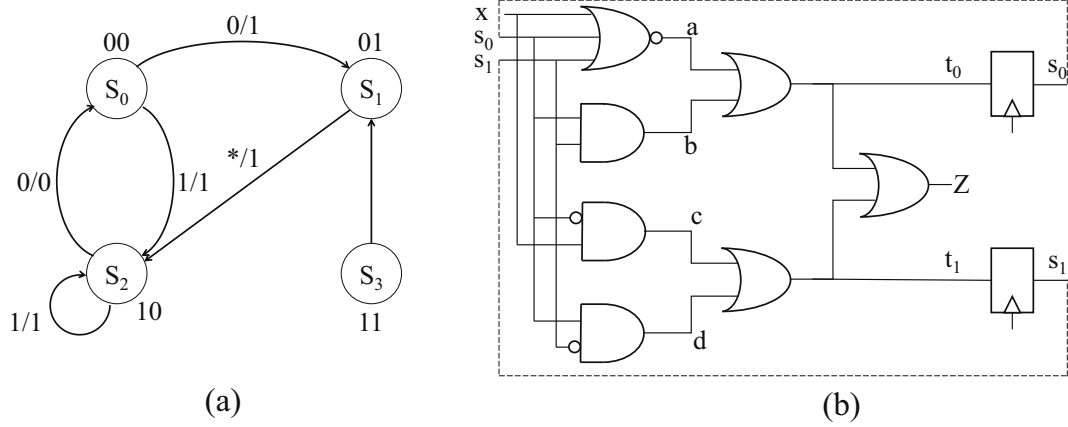 0/1
00
01
S₀
S₁
*/1
0/0
1/1
S₂
S₃
10
11
1/1
(a)
x
s₀
s₁
a
b
c
d
t₀
s₀
Z
t₁
s₁
(b)